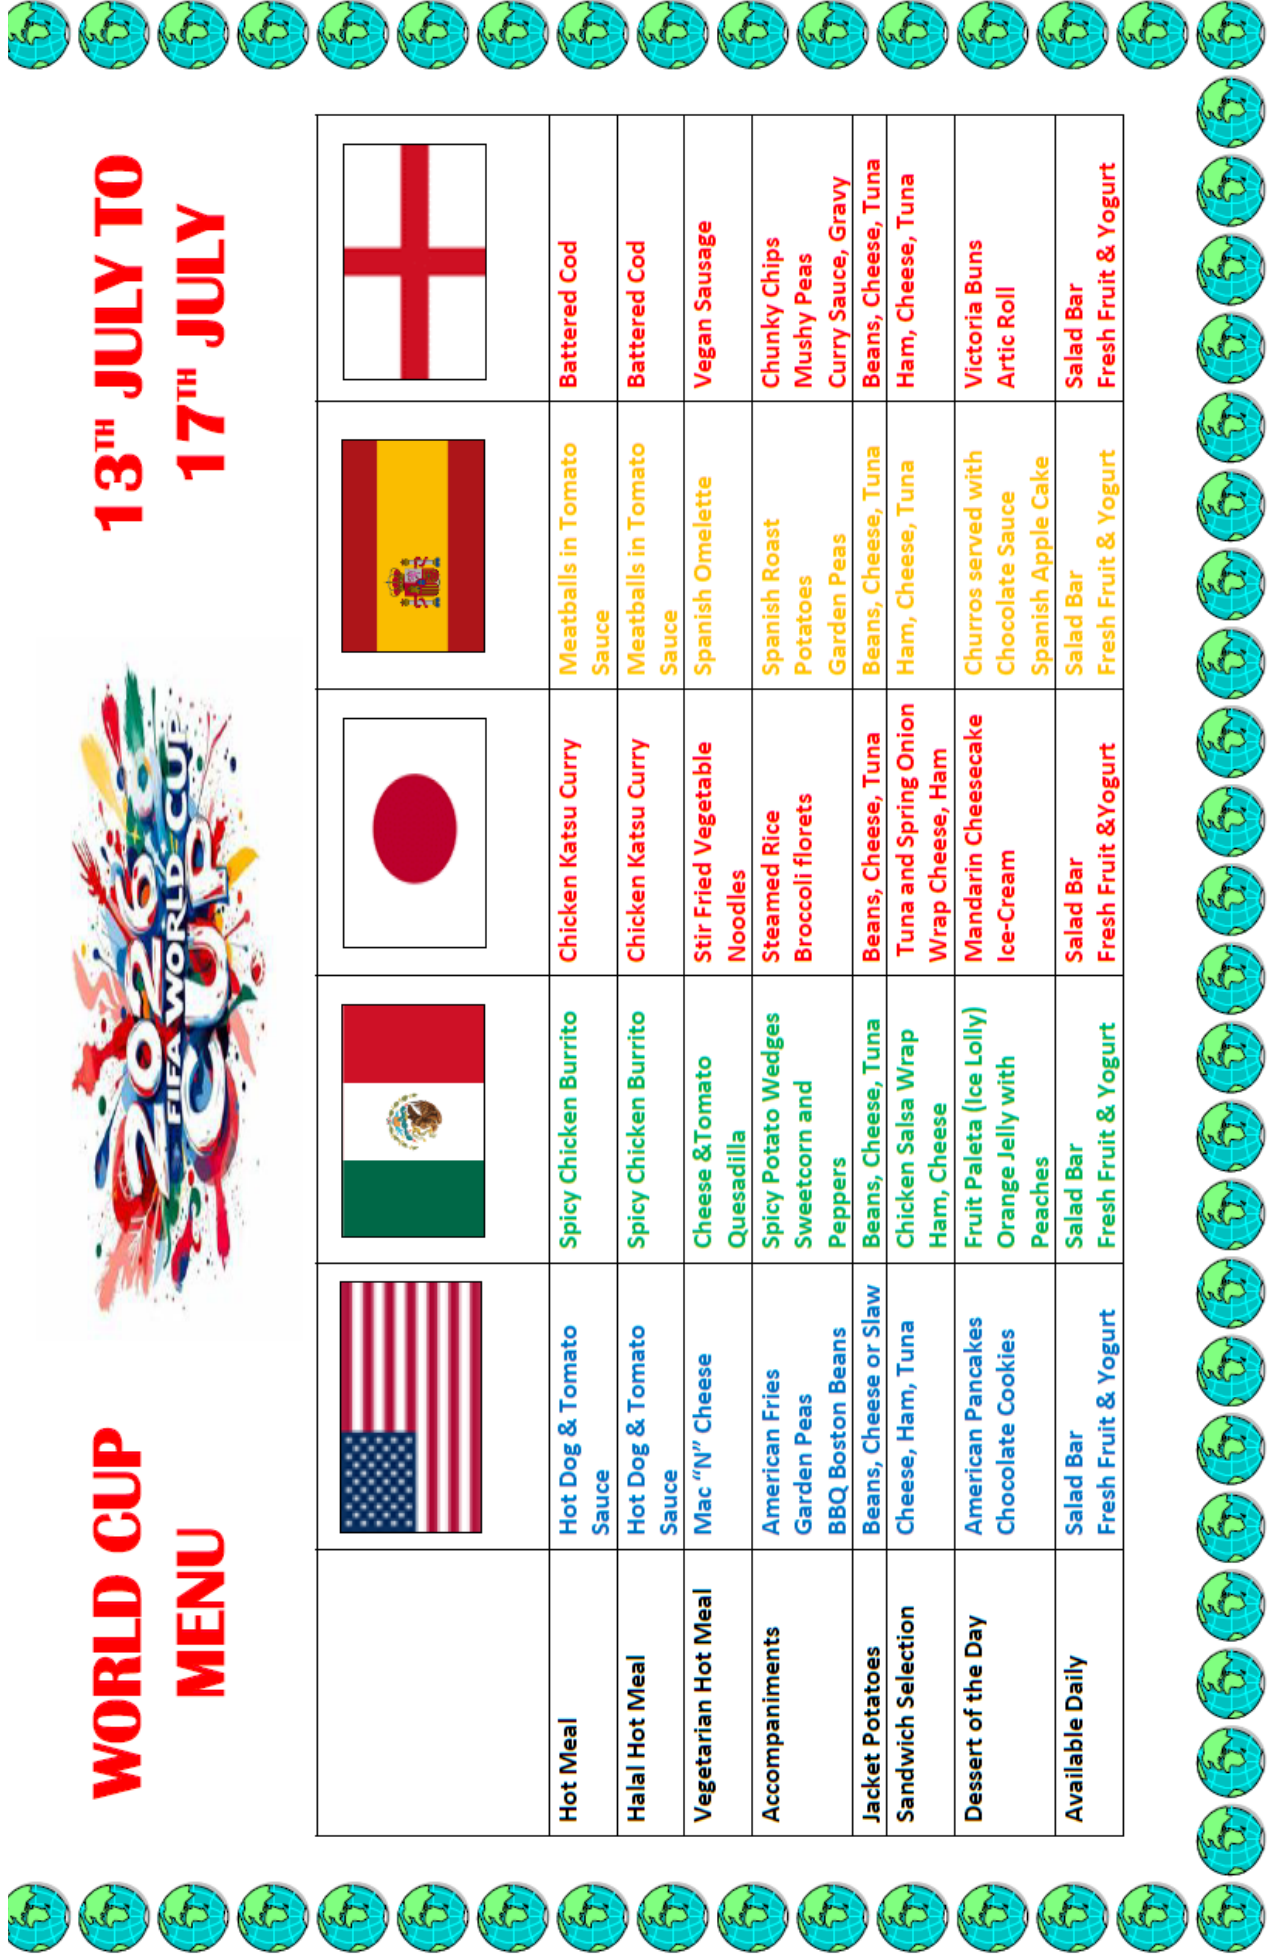 WORLD CUP
MENU
2026
FIFA WORLD CUP
CUP
13TH JULY TO
17TH JULY
Hot Meal
Hot Dog & Tomato
Sauce
Spicy Chicken Burrito
Chicken Katsu Curry
Meatballs in Tomato
Sauce
Battered Cod
Halal Hot Meal
Hot Dog & Tomato
Sauce
Spicy Chicken Burrito
Chicken Katsu Curry
Meatballs in Tomato
Sauce
Battered Cod
Vegetarian Hot Meal
Mac “N” Cheese
Cheese &Tomato
Quesadilla
Stir Fried Vegetable
Noodles
Spanish Omelette
Vegan Sausage
Accompaniments
American Fries
Garden Peas
BBQ Boston Beans
Spicy Potato Wedges
Sweetcorn and
Peppers
Steamed Rice
Broccoli florets
Spanish Roast
Potatoes
Garden Peas
Chunky Chips
Mushy Peas
Curry Sauce, Gravy
Jacket Potatoes
Beans, Cheese or Slaw
Beans, Cheese, Tuna
Beans, Cheese, Tuna
Beans, Cheese, Tuna
Beans, Cheese, Tuna
Sandwich Selection
Cheese, Ham, Tuna
Chicken Salsa Wrap
Ham, Cheese
Tuna and Spring Onion
Wrap Cheese, Ham
Ham, Cheese, Tuna
Ham, Cheese, Tuna
Dessert of the Day
American Pancakes
Chocolate Cookies
Fruit Paleta (Ice Lolly)
Orange Jelly with
Peaches
Mandarin Cheesecake
Ice-Cream
Churros served with
Chocolate Sauce
Spanish Apple Cake
Victoria Buns
Artic Roll
Available Daily
Salad Bar
Fresh Fruit & Yogurt
Salad Bar
Fresh Fruit & Yogurt
Salad Bar
Fresh Fruit &Yogurt
Salad Bar
Fresh Fruit & Yogurt
Salad Bar
Fresh Fruit & Yogurt